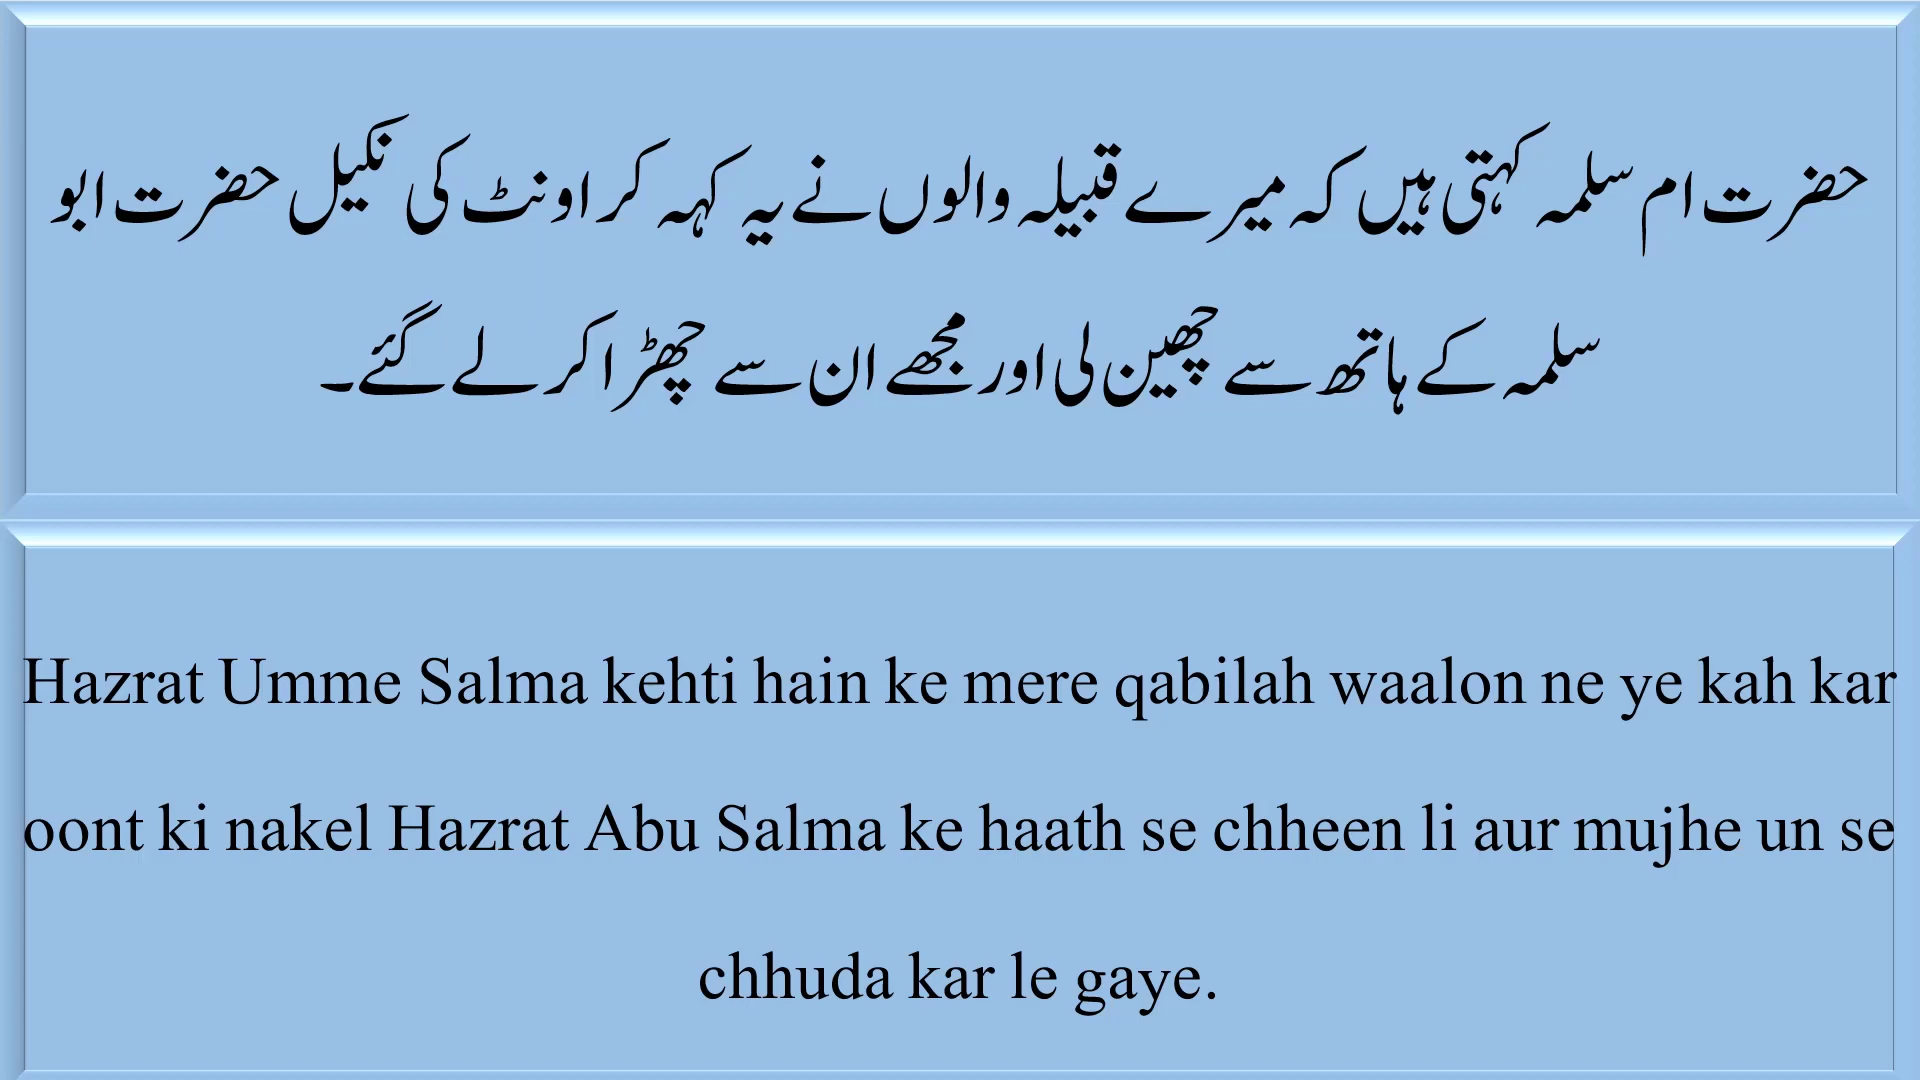 حضرت ام سلمہ کہتی ہیں کہ میرے قبیلہ والوں نے یہ کہہ کر اونٹ کی نکیل حضرت ابو
سلمہ کے ہاتھ سے چھین لی اور مجھے ان سے چھڑا کر لے گئے۔
Hazrat Umme Salma kehti hain ke mere qabilah waalon ne ye kah kar
oont ki nakel Hazrat Abu Salma ke haath se chheen li aur mujhe un se
chhuda kar le gaye.